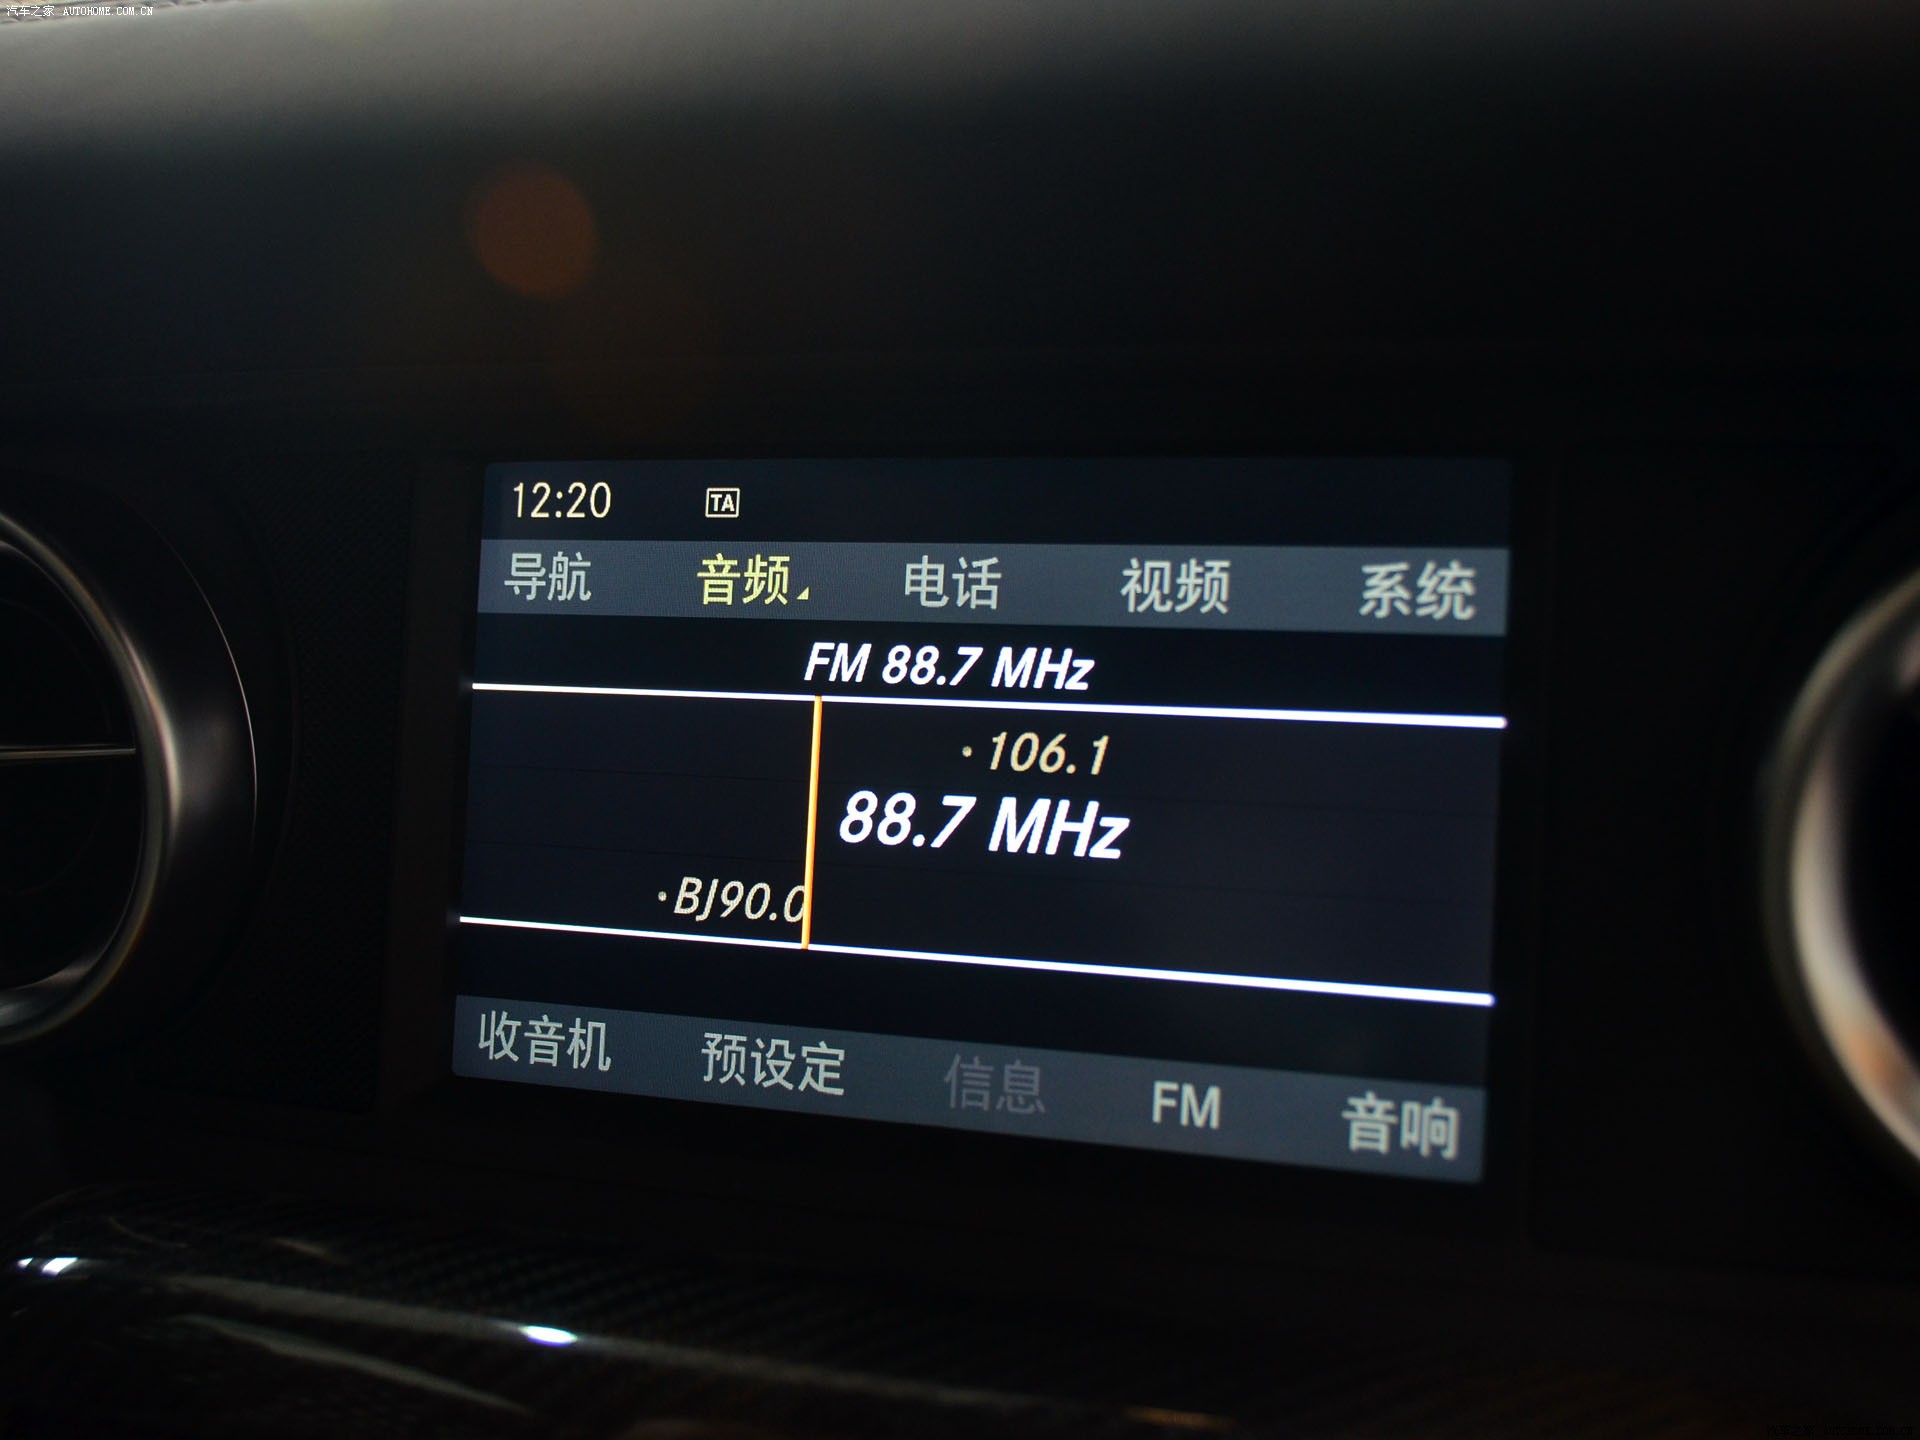 汽车之家 AUTOHOME.COM.CN
12:20 TA
导航 音频 电话 视频 系统
FM 88.7 MHz
·106.1
88.7 MHz
·BJ90.0
收音机 预设定 信息 FM 音响